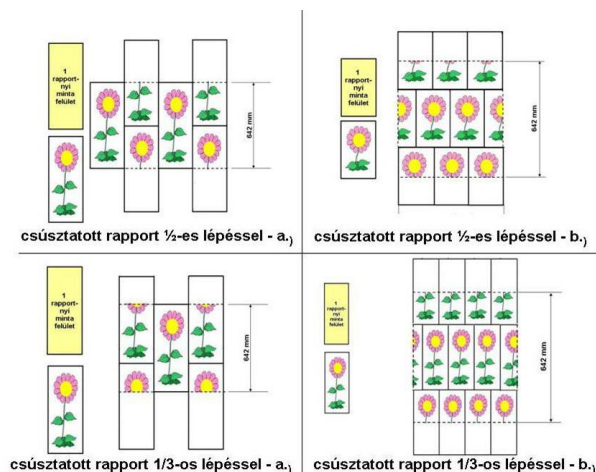 1
rapport-
nyi
minta
felület
642 mm
csúsztatott rapport ½-es lépéssel - a.)
1
rapport-
nyi
minta
felület
642 mm
csúsztatott rapport ½-es lépéssel - b.)
1
rapport-
nyi
minta
felület
642 mm
csúsztatott rapport 1/3-os lépéssel - a.)
1
rapport-
nyi
minta
felület
642 mm
csúsztatott rapport 1/3-os lépéssel - b.)